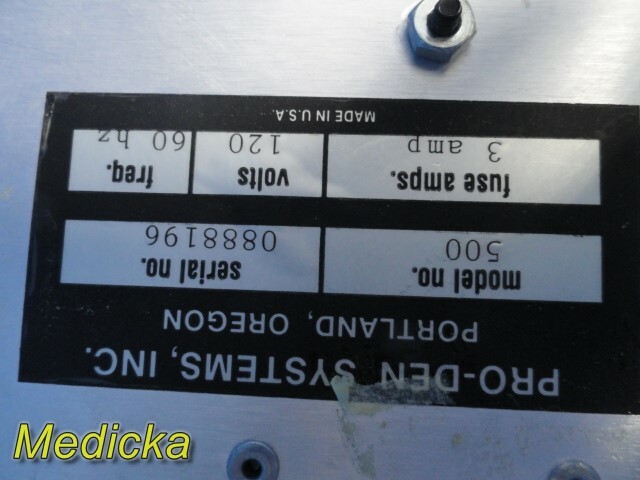 PRO-DEN SYSTEMS, INC.
PORTLAND, OREGON
model no. serial no.
500 0888196
fuse amps. volts freq.
3 amp 120 60 hz
MADE IN U.S.A.
Medicka